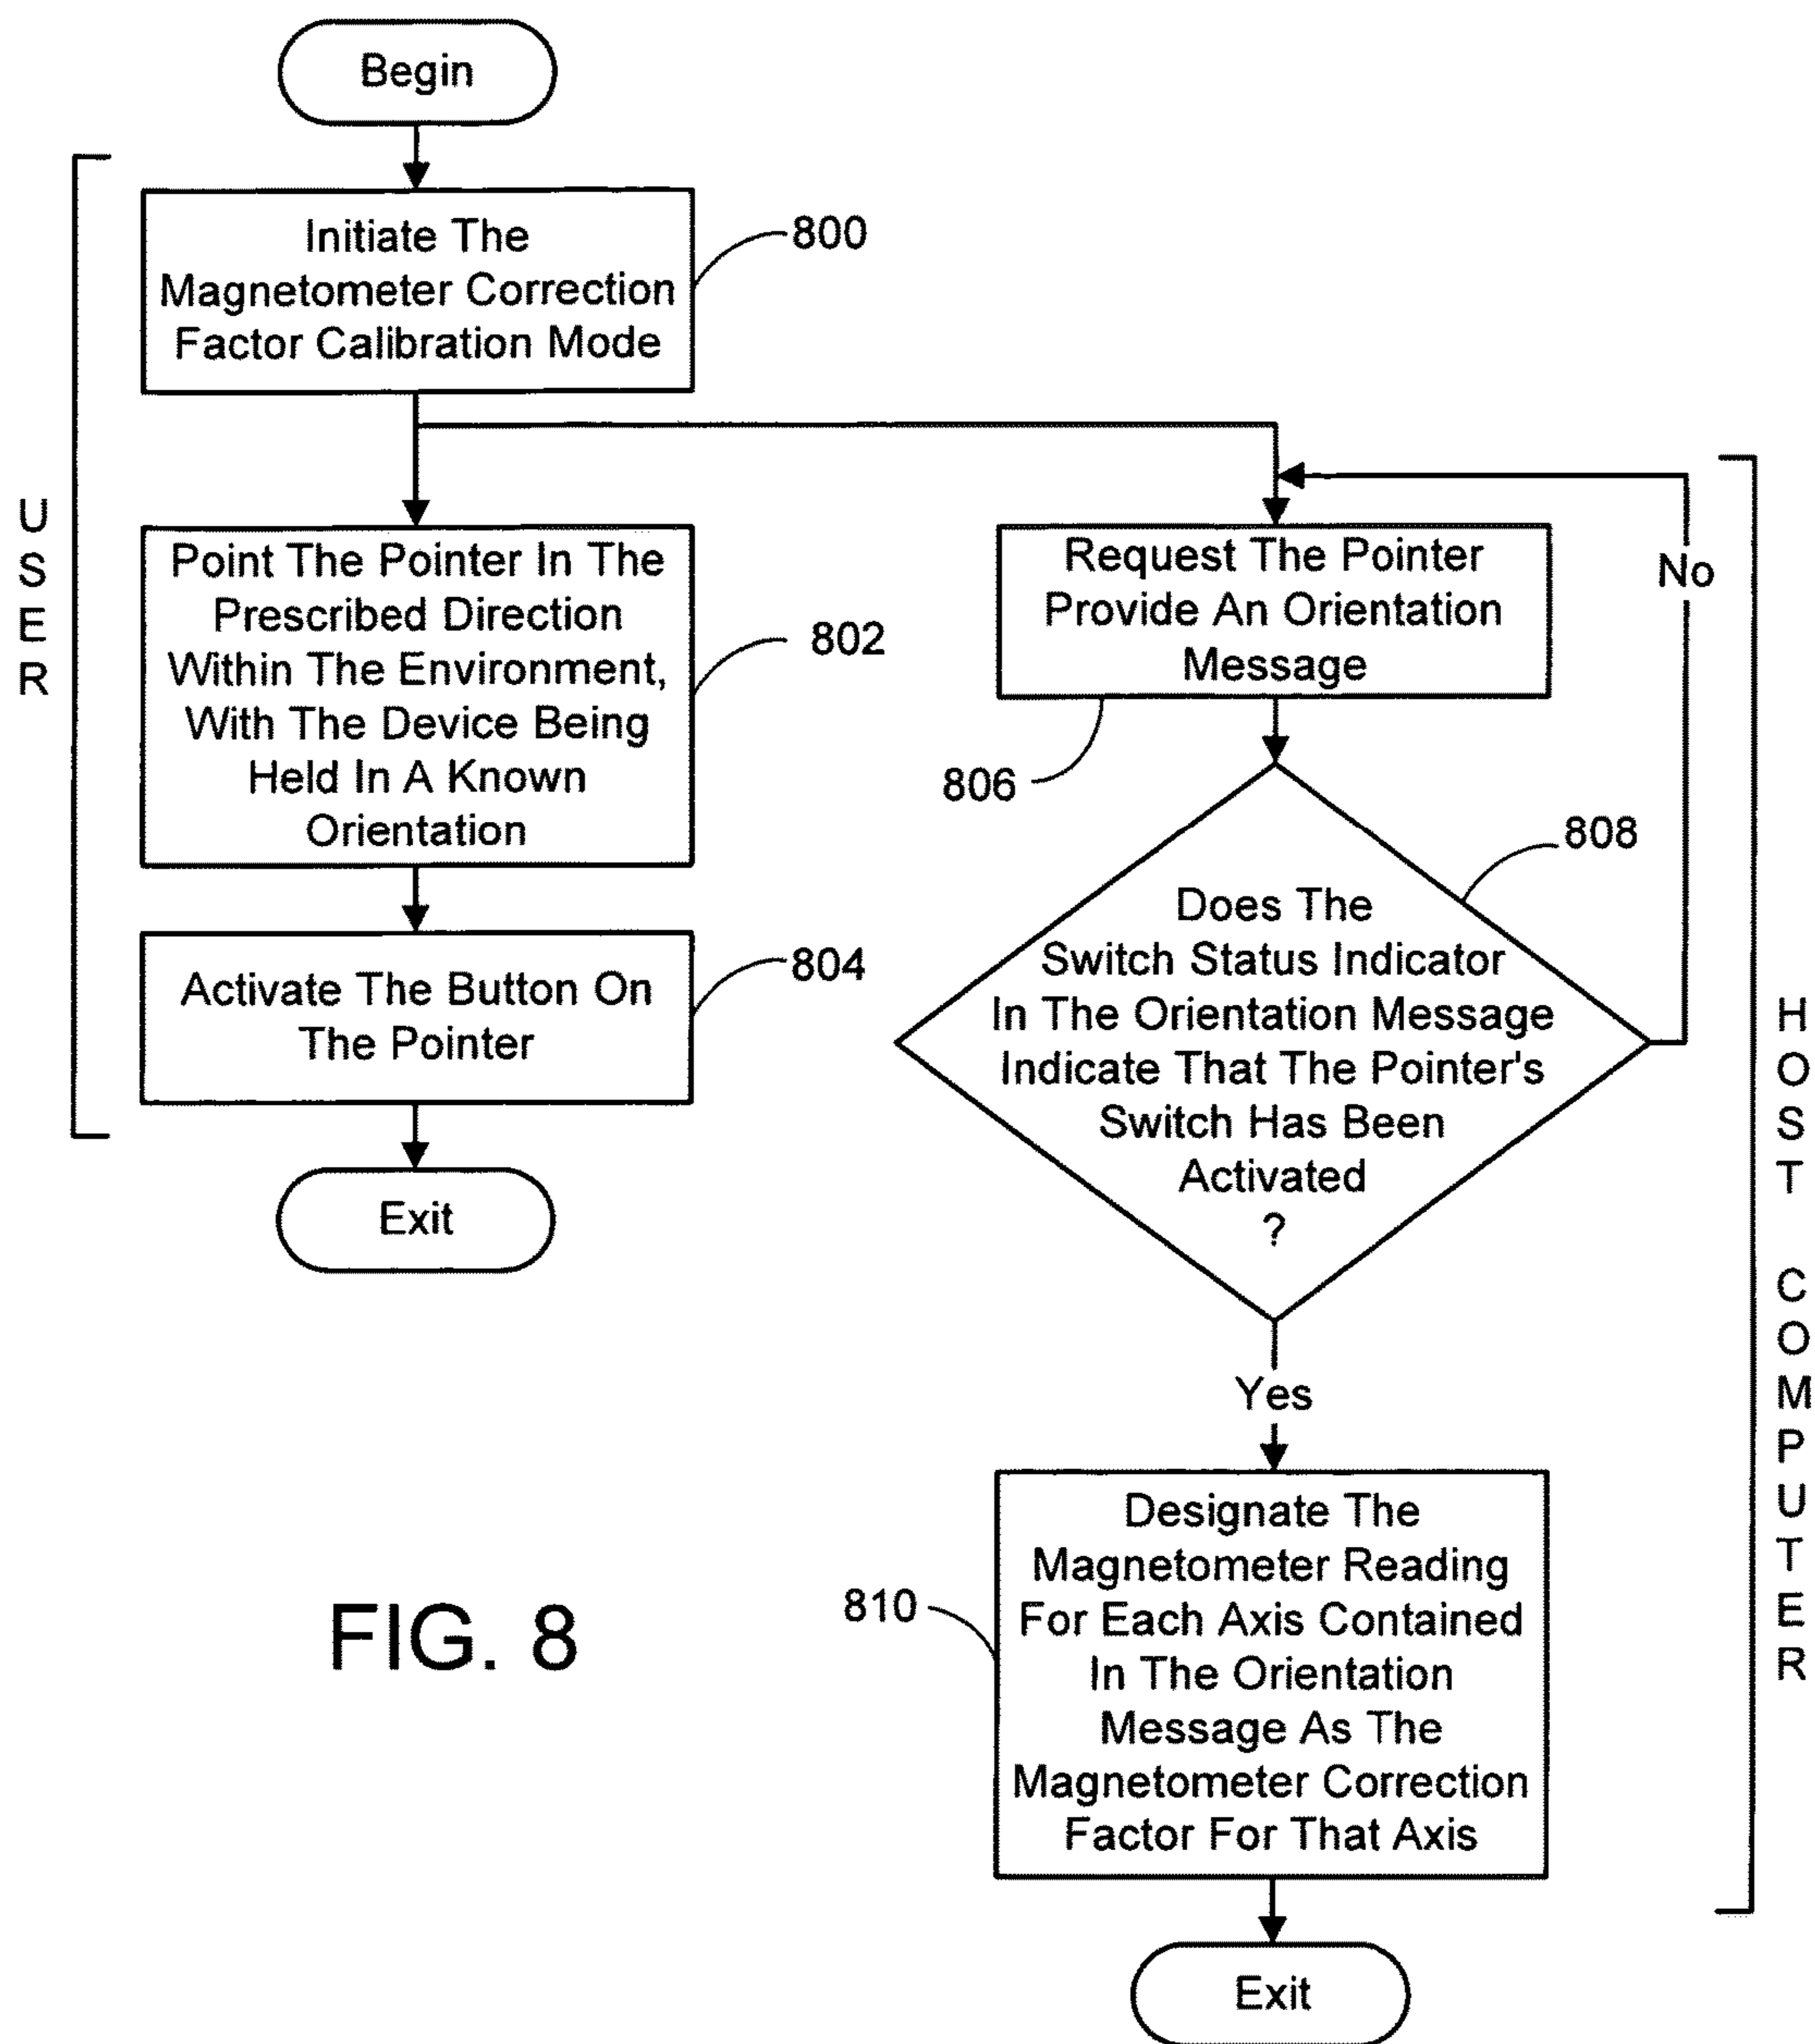 Begin
USER
Initiate The
Magnetometer Correction
Factor Calibration Mode
800
Point The Pointer In The
Prescribed Direction
Within The Environment,
With The Device Being
Held In A Known
Orientation
802
Activate The Button On
The Pointer
804
Exit
HOST COMPUTER
Request The Pointer
Provide An Orientation
Message
806
No
Does The
Switch Status Indicator
In The Orientation Message
Indicate That The Pointer's
Switch Has Been
Activated
?
808
Yes
Designate The
Magnetometer Reading
For Each Axis Contained
In The Orientation
Message As The
Magnetometer Correction
Factor For That Axis
810
Exit
FIG. 8